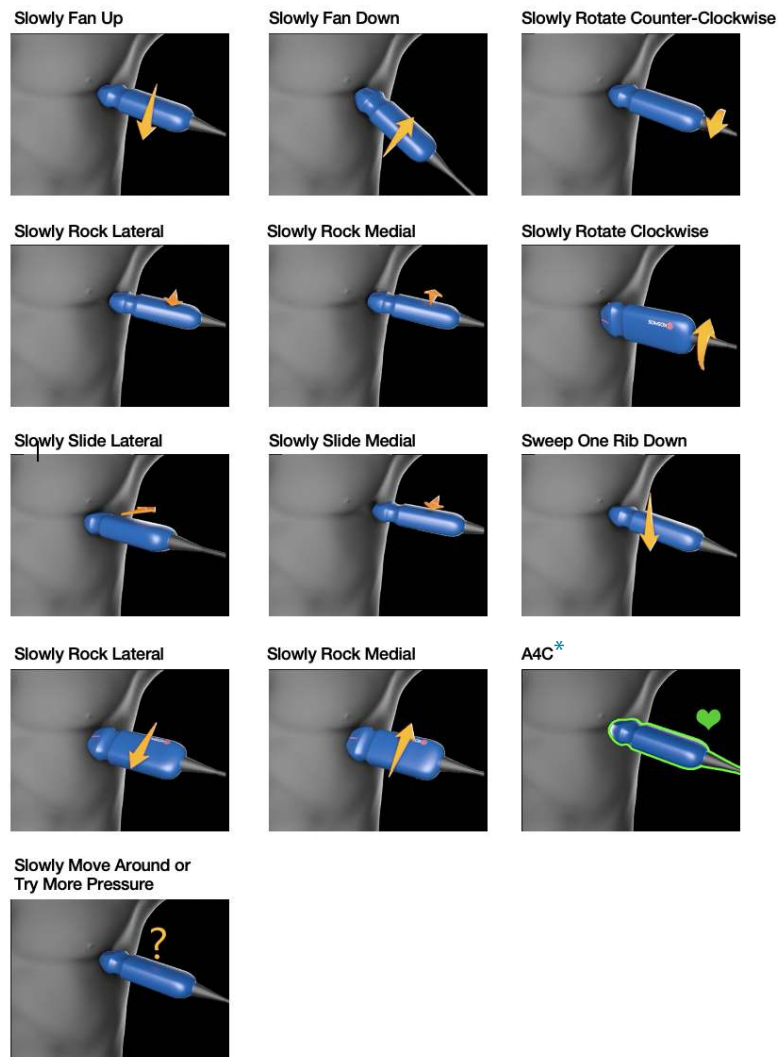 Slowly Fan Up
Slowly Fan Down
Slowly Rotate Counter-Clockwise
Slowly Rock Lateral
Slowly Rock Medial
Slowly Rotate Clockwise
Slowly Slide Lateral
Slowly Slide Medial
Sweep One Rib Down
Slowly Rock Lateral
Slowly Rock Medial
A4C*
Slowly Move Around or
Try More Pressure
?